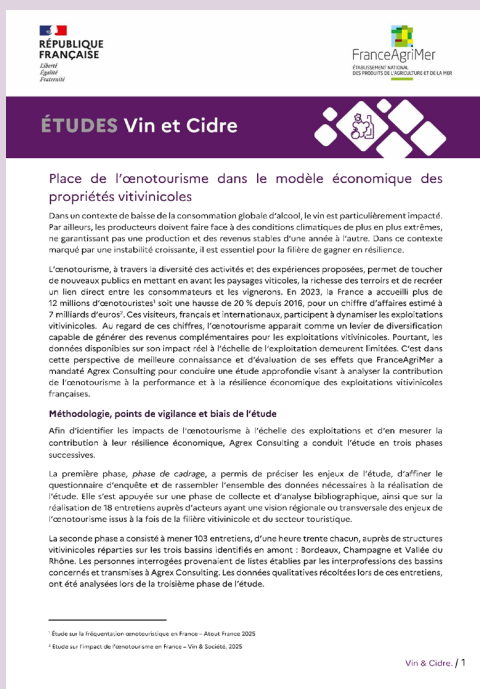 RÉPUBLIQUE
FRANÇAISE
Liberté
Égalité
Fraternité
FranceAgriMer
ÉTABLISSEMENT NATIONAL
DES PRODUITS DE L'AGRICULTURE ET DE LA MER
ÉTUDES Vin et Cidre
Place de l'œnotourisme dans le modèle économique des
propriétés vitivinicoles
Dans un contexte de baisse de la consommation globale d'alcool, le vin est particulièrement impacté.
Par ailleurs, les producteurs doivent faire face à des conditions climatiques de plus en plus extrêmes,
ne garantissant pas une production et des revenus stables d'une année à l'autre. Dans ce contexte
marqué par une instabilité croissante, il est essentiel pour la filière de gagner en résilience.
L'œnotourisme, à travers la diversité des activités et des expériences proposées, permet de toucher
de nouveaux publics en mettant en avant les paysages viticoles, la richesse des terroirs et de recréer
un lien direct entre les consommateurs et les vignerons. En 2023, la France a accueilli plus de
12 millions d'œnotouristes¹ soit une hausse de 20 % depuis 2016, pour un chiffre d'affaires estimé à
7 milliards d'euros². Ces visiteurs, français et internationaux, participent à dynamiser les exploitations
vitivinicoles. Au regard de ces chiffres, l'œnotourisme apparait comme un levier de diversification
capable de générer des revenus complémentaires pour les exploitations vitivinicoles. Pourtant, les
données disponibles sur son impact réel à l'échelle de l'exploitation demeurent limitées. C'est dans
cette perspective de meilleure connaissance et d'évaluation de ses effets que FranceAgriMer a
mandaté Agrex Consulting pour conduire une étude approfondie visant à analyser la contribution
de l'œnotourisme à la performance et à la résilience économique des exploitations vitivinicoles
françaises.
Méthodologie, points de vigilance et biais de l'étude
Afin d'identifier les impacts de l'œnotourisme à l'échelle des exploitations et d'en mesurer la
contribution à leur résilience économique, Agrex Consulting a conduit l'étude en trois phases
successives.
La première phase, phase de cadrage, a permis de préciser les enjeux de l'étude, d'affiner le
questionnaire d'enquête et de rassembler l'ensemble des données nécessaires à la réalisation de
l'étude. Elle s'est appuyée sur une phase de collecte et d'analyse bibliographique, ainsi que sur la
réalisation de 18 entretiens auprès d'acteurs ayant une vision régionale ou transversale des enjeux de
l'œnotourisme issus à la fois de la filière vitivinicole et du secteur touristique.
La seconde phase a consisté à mener 103 entretiens, d'une heure trente chacun, auprès de structures
vitivinicoles réparties sur les trois bassins identifiés en amont : Bordeaux, Champagne et Vallée du
Rhône. Les personnes interrogées provenaient de listes établies par les interprofessions des bassins
concernés et transmises à Agrex Consulting. Les données qualitatives récoltées lors de ces entretiens,
ont été analysées lors de la troisième phase de l'étude.
¹ Étude sur la fréquentation œnotouristique en France – Atout France 2025
² Etude sur l'impact de l'œnotourisme en France – Vin & Société, 2025
Vin & Cidre. / 1